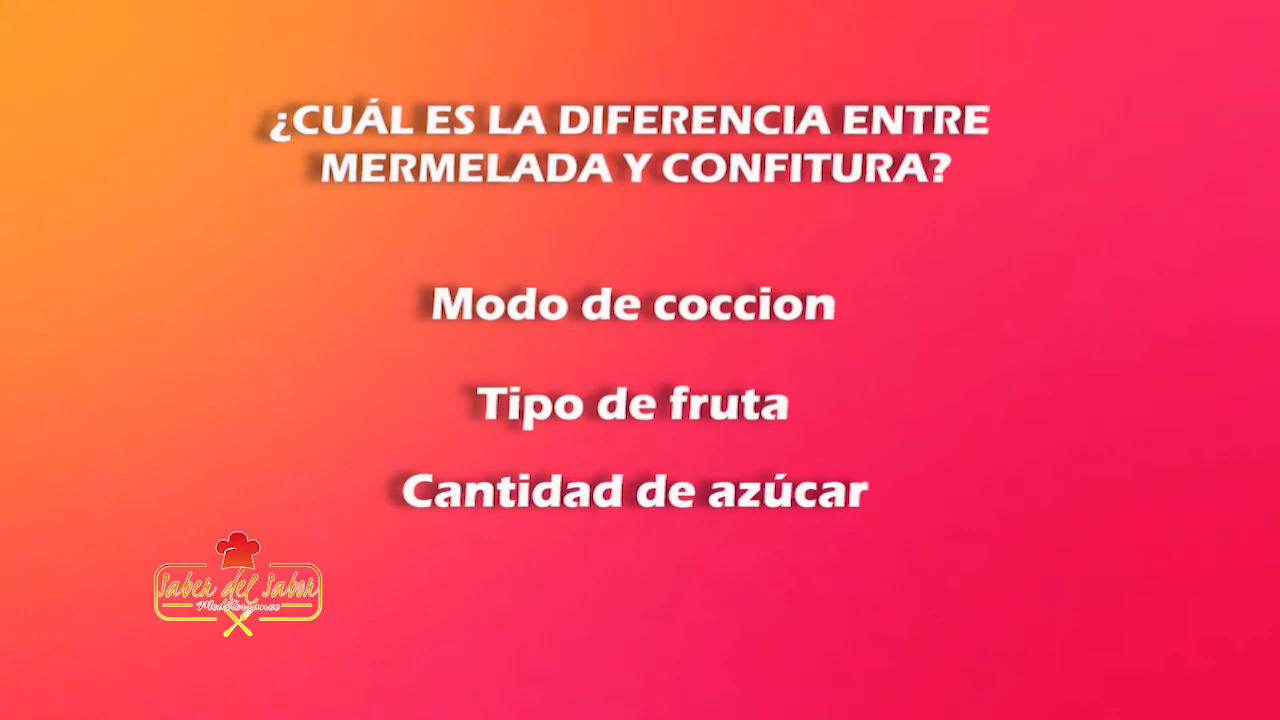 ¿CUÁL ES LA DIFERENCIA ENTRE
MERMELADA Y CONFITURA?
Modo de coccion
Tipo de fruta
Cantidad de azúcar
Saber del Sabor
Mediterraneo